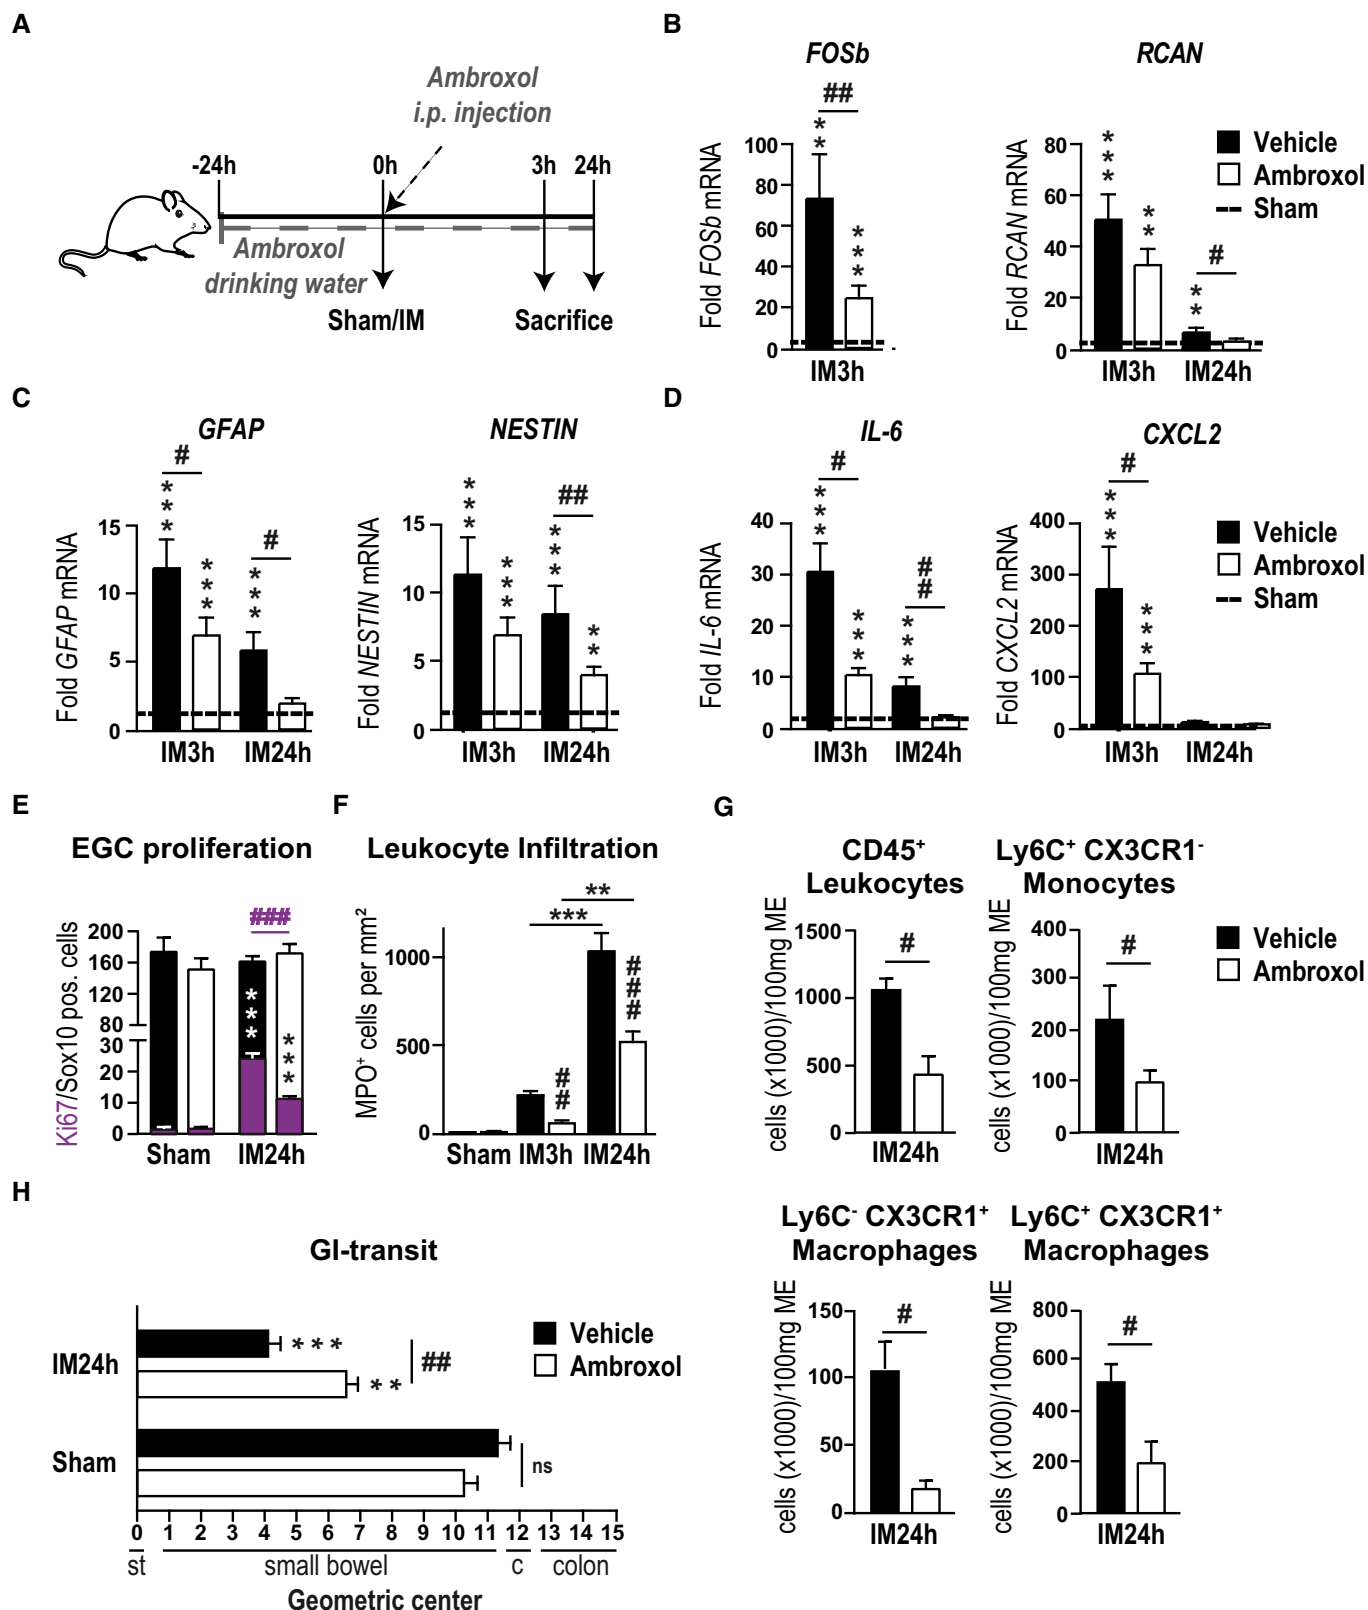 A
Ambroxol
i.p. injection
-24h
0h
3h
24h
Ambroxol
drinking water
Sham/IM
Sacrifice
B
FOSb
RCAN
##
**
***
Fold FOSb mRNA
100
80
60
40
20
0
IM3h
***
**
**
#
Fold RCAN mRNA
80
60
40
20
0
IM3h
IM24h
Vehicle
Ambroxol
Sham
C
GFAP
NESTIN
#
***
***
***
#
Fold GFAP mRNA
15
10
5
0
IM3h
IM24h
***
***
***
**
##
Fold NESTIN mRNA
15
10
5
0
IM3h
IM24h
D
IL-6
CXCL2
#
***
***
***
##
Fold IL-6 mRNA
40
30
20
10
0
IM3h
IM24h
#
***
***
Fold CXCL2 mRNA
400
300
200
100
0
IM3h
IM24h
Vehicle
Ambroxol
Sham
E
EGC proliferation
###
***
***
Ki67/Sox10 pos. cells
200
160
120
80
30
20
10
0
Sham
IM24h
F
Leukocyte Infiltration
**
***
##
###
MPO⁺ cells per mm²
1000
500
0
Sham
IM3h
IM24h
G
CD45⁺
Leukocytes
#
cells (x1000)/100mg ME
1500
1000
500
0
IM24h
Ly6C⁺ CX3CR1⁻
Monocytes
#
cells (x1000)/100mg ME
400
300
200
100
0
IM24h
Vehicle
Ambroxol
Ly6C⁻ CX3CR1⁺
Macrophages
#
cells (x1000)/100mg ME
150
100
50
0
IM24h
Ly6C⁺ CX3CR1⁺
Macrophages
#
cells (x1000)/100mg ME
800
600
400
200
0
IM24h
H
GI-transit
IM24h
***
**
##
Vehicle
Ambroxol
Sham
ns
0 1 2 3 4 5 6 7 8 9 10 11 12 13 14 15
st small bowel c colon
Geometric center